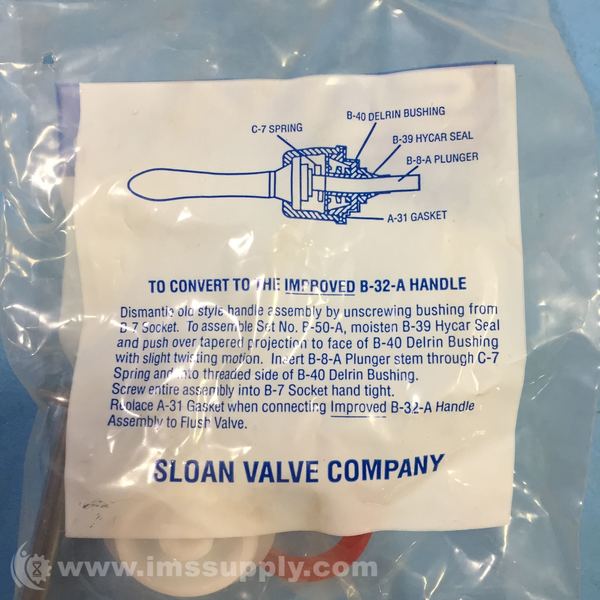 C-7 SPRING
B-40 DELRIN BUSHING
B-39 HYCAR SEAL
B-8-A PLUNGER
A-31 GASKET
TO CONVERT TO THE IMPROVED B-32-A HANDLE
Dismantle old style handle assembly by unscrewing bushing from
B-7 Socket. To assemble Set No. B-50-A, moisten B-39 Hycar Seal
and push over tapered projection to face of B-40 Delrin Bushing
with slight twisting motion. Insert B-8-A Plunger stem through C-7
Spring and into threaded side of B-40 Delrin Bushing.
Screw entire assembly into B-7 Socket hand tight.
Replace A-31 Gasket when connecting Improved B-32-A Handle
Assembly to Flush Valve.
SLOAN VALVE COMPANY
www.imssupply.com